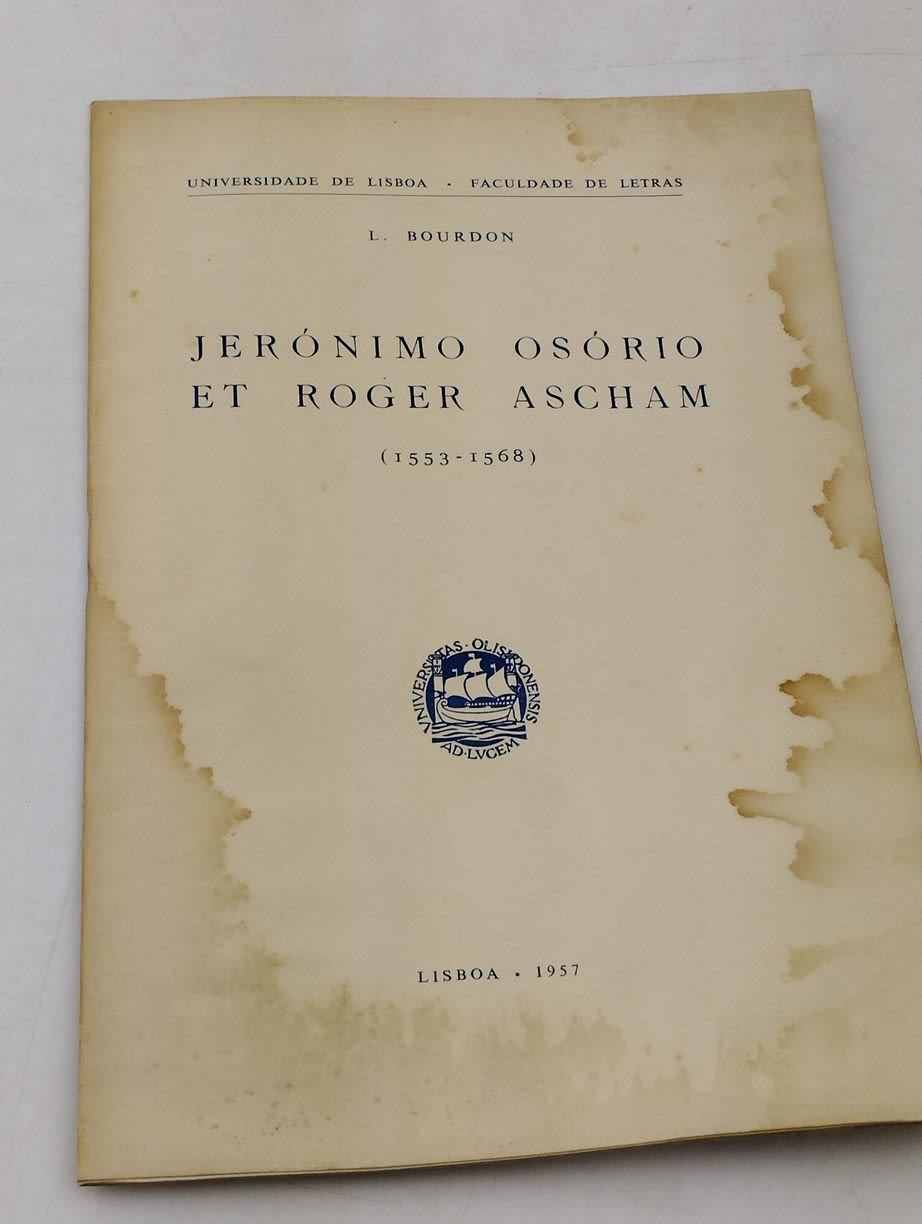 UNIVERSIDADE DE LISBOA • FACULDADE DE LETRAS
L. BOURDON
JERÓNIMO OSÓRIO
ET ROGER ASCHAM
(1553-1568)
VNIVERSITAS · OLISIPONENSIS
AD · LVCEM
LISBOA • 1957